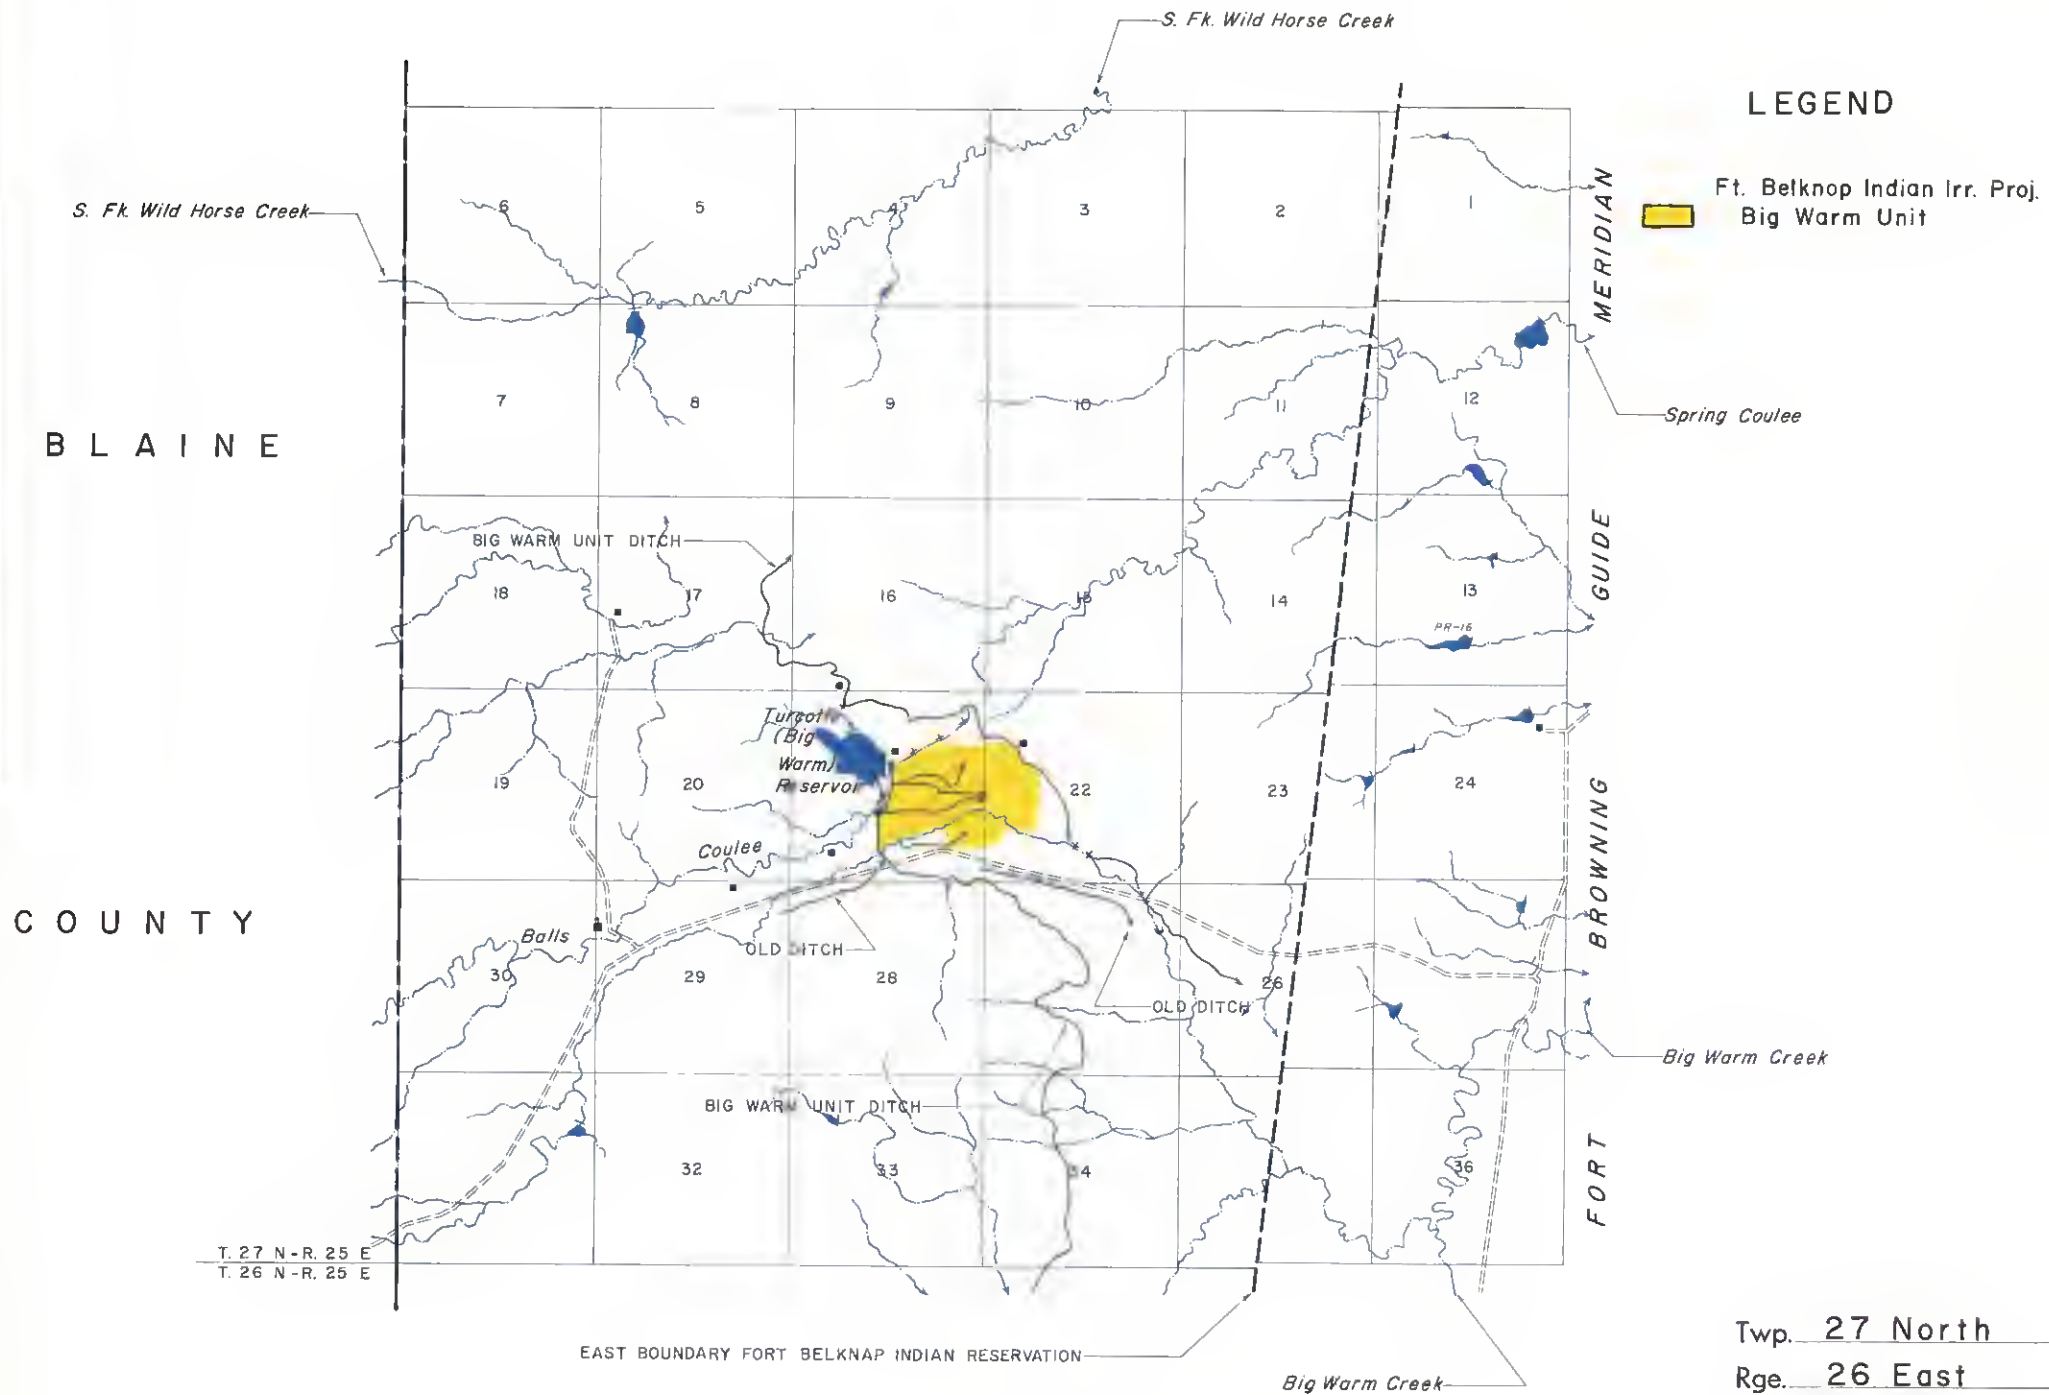 S. Fk. Wild Horse Creek
LEGEND
Ft. Belknap Indian Irr. Proj.
Big Warm Unit
S. Fk. Wild Horse Creek
6
5
4
3
2
1
MERIDIAN
7
8
9
10
11
12
Spring Coulee
BLAINE
BIG WARM UNIT DITCH
18
17
16
15
14
13
GUIDE
PR-16
Turcotte
(Big
Warm)
Reservoir
19
20
22
23
24
Coulee
BROWNING
COUNTY
Balls
OLD DITCH
30
29
28
OLD DITCH
26
Big Warm Creek
BIG WARM UNIT DITCH
32
33
34
36
FORT
T. 27 N-R. 25 E
T. 26 N-R. 25 E
EAST BOUNDARY FORT BELKNAP INDIAN RESERVATION
Big Warm Creek
Twp. 27 North
Rge. 26 East